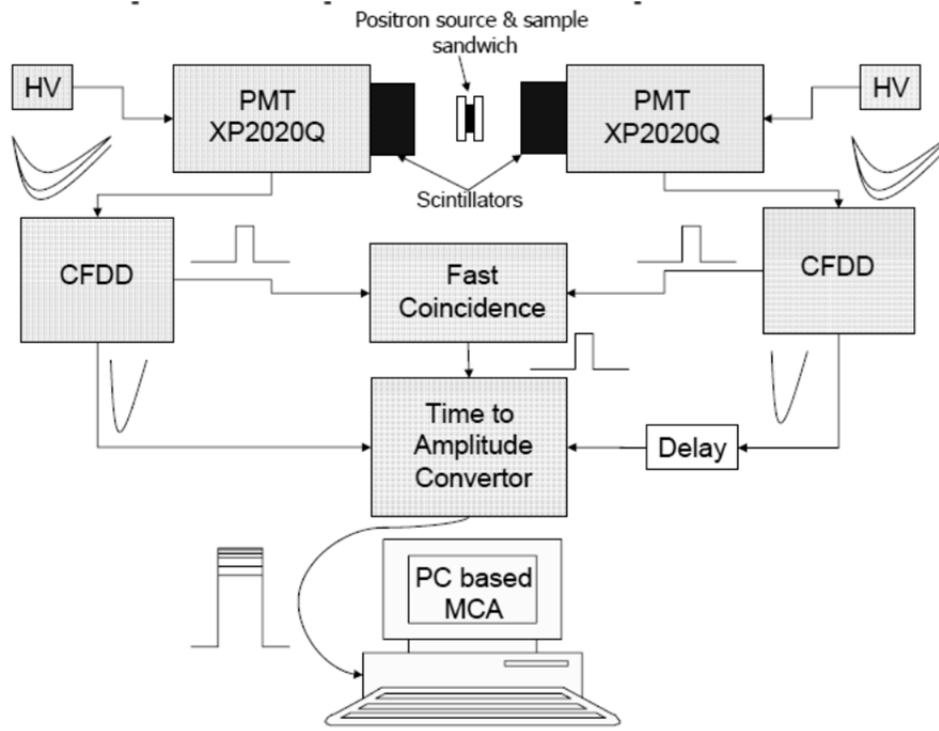 Positron source & sample
sandwich
HV
PMT
XP2020Q
PMT
XP2020Q
HV
Scintillators
CFDD
Fast
Coincidence
CFDD
Time to
Amplitude
Convertor
Delay
PC based
MCA